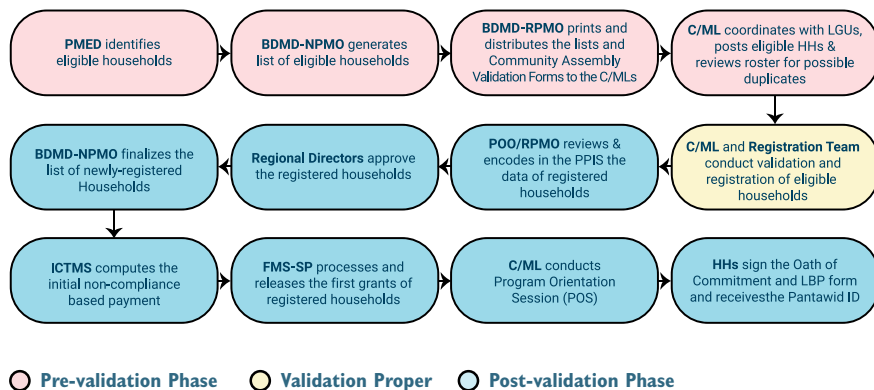 PMED identifies
eligible households
BDMD-NPMO generates
list of eligible households
BDMD-RPMO prints and
distributes the lists and
Community Assembly
Validation Forms to the C/MLs
C/ML coordinates with LGUs,
posts eligible HHs &
reviews roster for possible
duplicates
BDMD-NPMO finalizes the
list of newly-registered
Households
Regional Directors approve
the registered households
POO/RPMO reviews &
encodes in the PPIS the
data of registered
households
C/ML and Registration Team
conduct validation and
registration of eligible
households
ICTMS computes the
initial non-compliance
based payment
FMS-SP processes and
releases the first grants of
registered households
C/ML conducts
Program Orientation
Session (POS)
HHs sign the Oath of
Commitment and LBP form
and receivesthe Pantawid ID
Pre-validation Phase
Validation Proper
Post-validation Phase